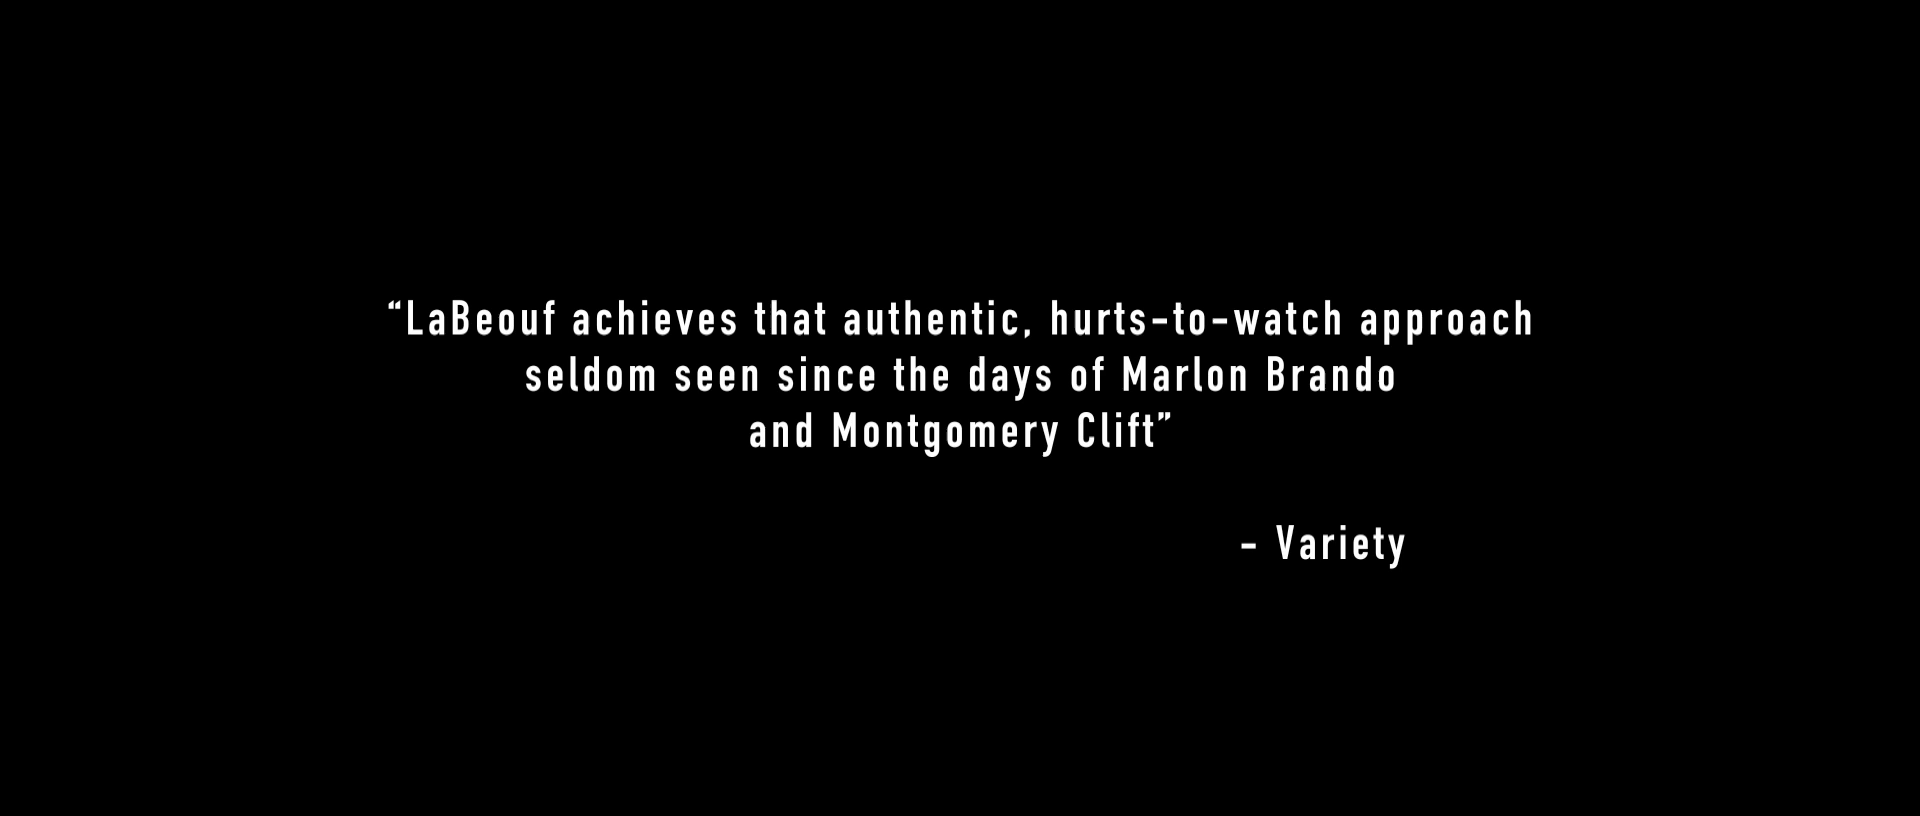 “LaBeouf achieves that authentic, hurts-to-watch approach
seldom seen since the days of Marlon Brando
and Montgomery Clift”
- Variety